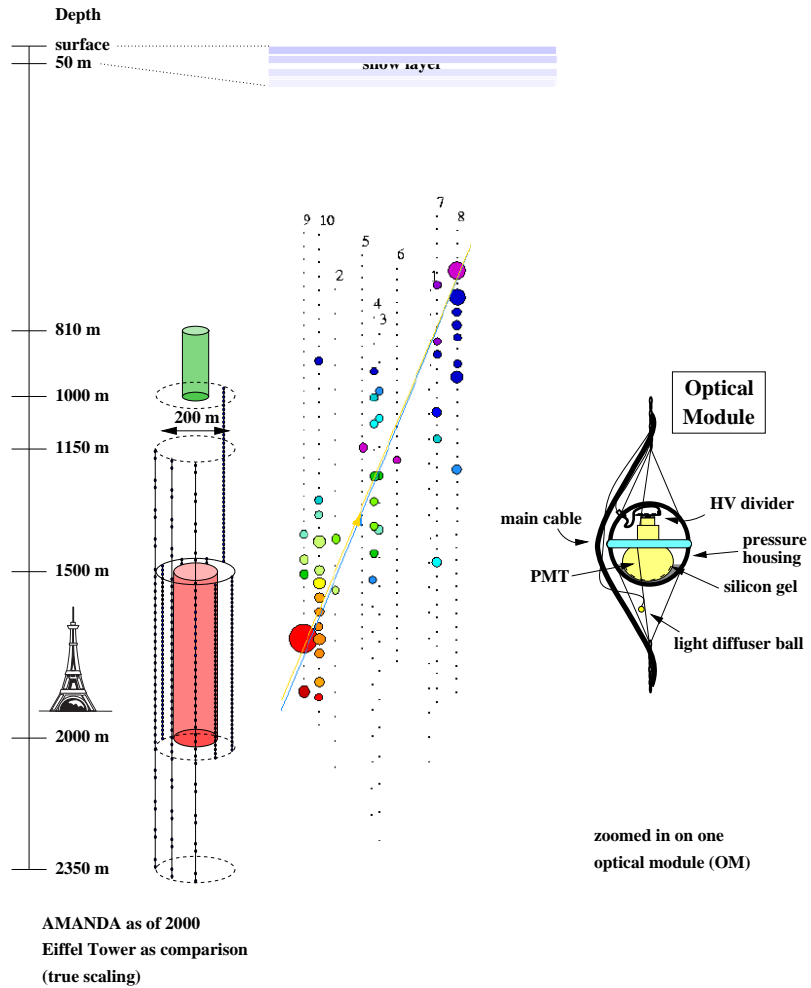 Depth
surface
50 m
snow layer
810 m
1000 m
200 m
1150 m
1500 m
2000 m
2350 m
9
10
2
5
4
3
6
7
1
8
Optical
Module
HV divider
main cable
pressure
housing
PMT
silicon gel
light diffuser ball
zoomed in on one
optical module (OM)
AMANDA as of 2000
Eiffel Tower as comparison
(true scaling)